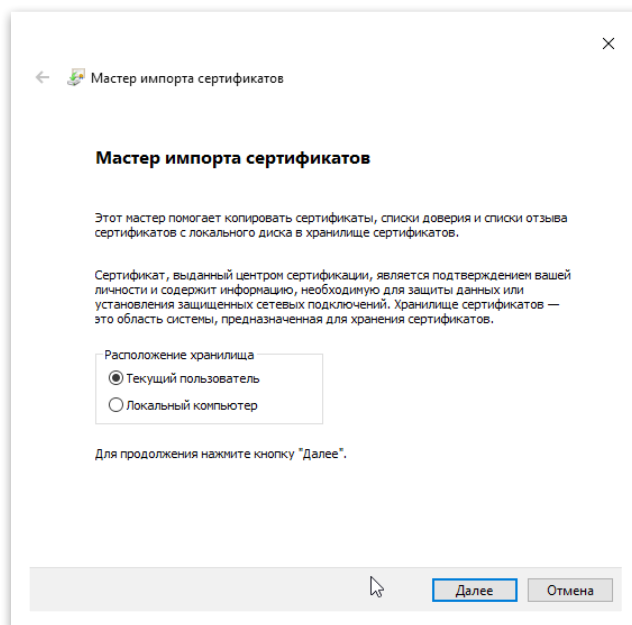 Мастер импорта сертификатов
Мастер импорта сертификатов
Этот мастер помогает копировать сертификаты, списки доверия и списки отзыва
сертификатов с локального диска в хранилище сертификатов.
Сертификат, выданный центром сертификации, является подтверждением вашей
личности и содержит информацию, необходимую для защиты данных или
установления защищенных сетевых подключений. Хранилище сертификатов —
это область системы, предназначенная для хранения сертификатов.
Расположение хранилища
Текущий пользователь
Локальный компьютер
Для продолжения нажмите кнопку "Далее".
Далее
Отмена